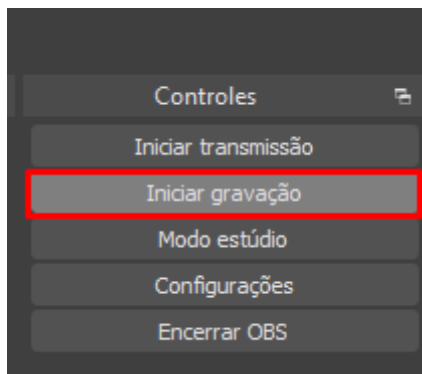 Controles
Iniciar transmissão
Iniciar gravação
Modo estúdio
Configurações
Encerrar OBS